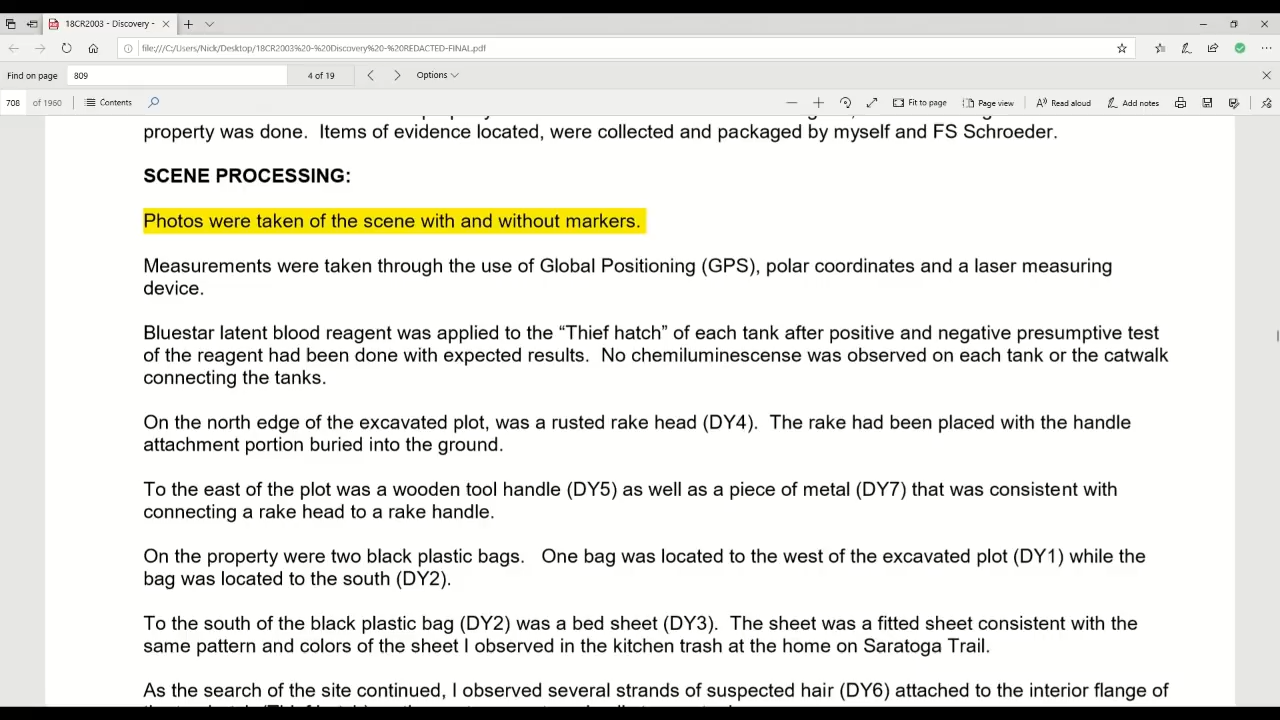 18CR2003 - Discovery -
file:///C:/Users/Nick/Desktop/18CR2003%20-%20Discovery%20-%20REDACTED-FINAL.pdf
Find on page 809 4 of 19 Options
708 of 1960 Contents Fit to page Page view Read aloud Add notes
property was done. Items of evidence located, were collected and packaged by myself and FS Schroeder.
SCENE PROCESSING:
Photos were taken of the scene with and without markers.
Measurements were taken through the use of Global Positioning (GPS), polar coordinates and a laser measuring
device.
Bluestar latent blood reagent was applied to the “Thief hatch” of each tank after positive and negative presumptive test
of the reagent had been done with expected results. No chemiluminescense was observed on each tank or the catwalk
connecting the tanks.
On the north edge of the excavated plot, was a rusted rake head (DY4). The rake had been placed with the handle
attachment portion buried into the ground.
To the east of the plot was a wooden tool handle (DY5) as well as a piece of metal (DY7) that was consistent with
connecting a rake head to a rake handle.
On the property were two black plastic bags. One bag was located to the west of the excavated plot (DY1) while the
bag was located to the south (DY2).
To the south of the black plastic bag (DY2) was a bed sheet (DY3). The sheet was a fitted sheet consistent with the
same pattern and colors of the sheet I observed in the kitchen trash at the home on Saratoga Trail.
As the search of the site continued, I observed several strands of suspected hair (DY6) attached to the interior flange of